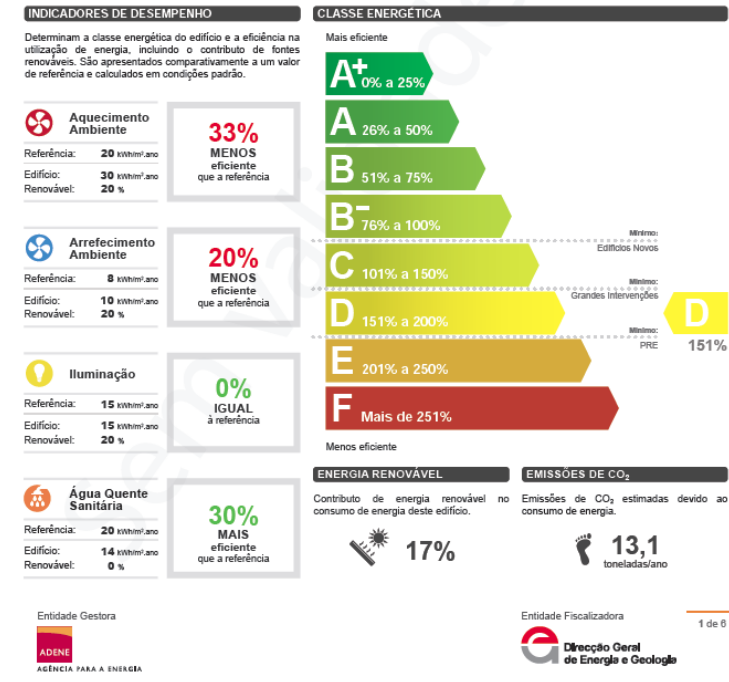 INDICADORES DE DESEMPENHO
Determinam a classe energética do edifício e a eficiência na
utilização de energia, incluindo o contributo de fontes
renováveis. São apresentados comparativamente a um valor
de referência e calculados em condições padrão.
Aquecimento
Ambiente
Referência: 20 kWh/m².ano
Edifício: 30 kWh/m².ano
Renovável: 20 %
33%
MENOS
eficiente
que a referência
Arrefecimento
Ambiente
Referência: 8 kWh/m².ano
Edifício: 10 kWh/m².ano
Renovável: 20 %
20%
MENOS
eficiente
que a referência
Iluminação
Referência: 15 kWh/m².ano
Edifício: 15 kWh/m².ano
Renovável: 20 %
0%
IGUAL
à referência
Água Quente
Sanitária
Referência: 20 kWh/m².ano
Edifício: 14 kWh/m².ano
Renovável: 0 %
30%
MAIS
eficiente
que a referência
CLASSE ENERGÉTICA
Mais eficiente
A+ 0% a 25%
A 26% a 50%
B 51% a 75%
B- 76% a 100%
Mínimo:
Edifícios Novos
C 101% a 150%
Mínimo:
Grandes Intervenções
D 151% a 200%
D
Mínimo:
PRE
151%
E 201% a 250%
F Mais de 251%
Menos eficiente
ENERGIA RENOVÁVEL
Contributo de energia renovável no
consumo de energia deste edifício.
17%
EMISSÕES DE CO₂
Emissões de CO₂ estimadas devido ao
consumo de energia.
13,1
toneladas/ano
Entidade Gestora
ADENE
AGÊNCIA PARA A ENERGIA
Entidade Fiscalizadora
Direcção Geral
de Energia e Geologia
1 de 6